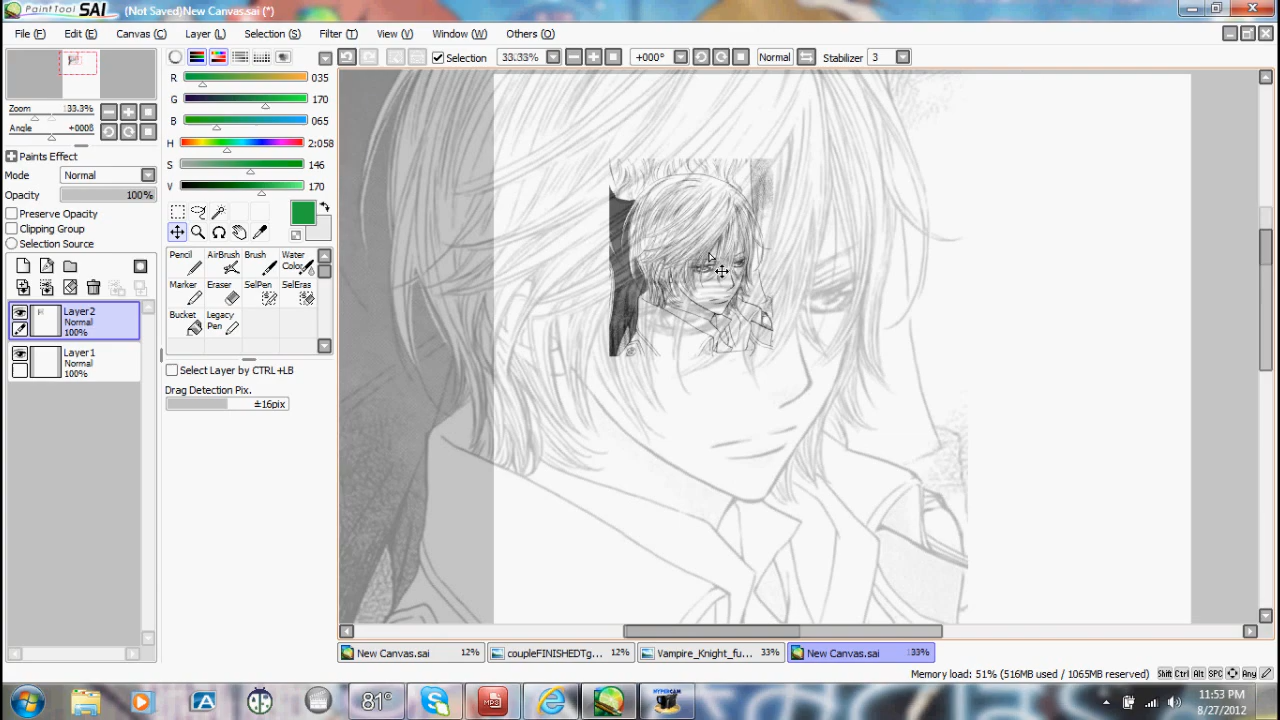 PaintTool SAI (Not Saved)New Canvas.sai (*)
File (F) Edit (E) Canvas (C) Layer (L) Selection (S) Filter (T) View (V) Window (W) Others (O)
Selection 33.33% +000° Normal Stabilizer 3
R 035
G 170
B 065
H 2:058
S 146
V 170
Zoom 33.3%
Angle +000ß
Paints Effect
Mode Normal
Opacity 100%
Preserve Opacity
Clipping Group
Selection Source
Pencil AirBrush Brush Water Color
Marker Eraser SelPen SelEras
Bucket Legacy Pen
Layer2
Normal
100%
Layer1
Normal
100%
Select Layer by CTRL+LB
Drag Detection Pix.
±16pix
New Canvas.sai 12% coupleFINISHEDTg... 12% Vampire_Knight_fu... 33% New Canvas.sai 33%
Memory load: 51% (516MB used / 1065MB reserved) Shift Ctrl Alt SPC Any
81° MP3 HYPERCAM
11:53 PM
8/27/2012